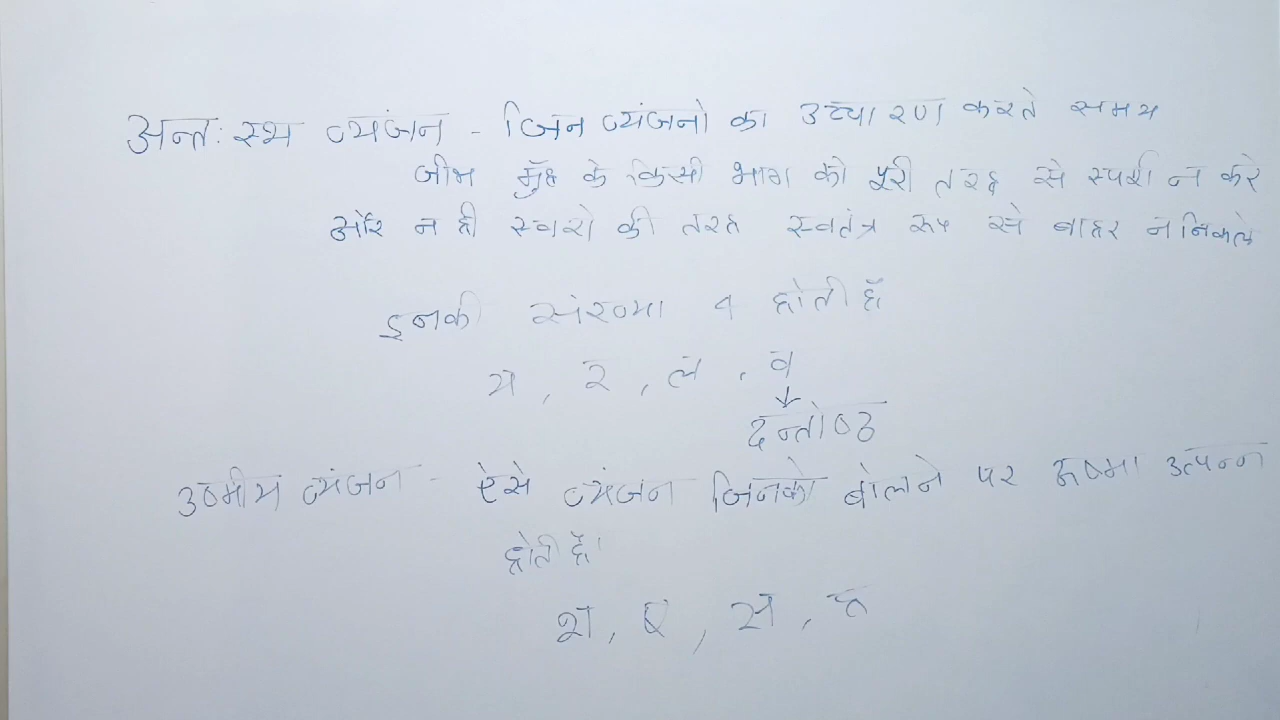 अन्त: स्थ व्यंजन - जिन व्यंजनो का उच्चारण करते समय
जीभ मुँह के किसी भाग को पूरी तरह से स्पर्श न करे
और न ही स्वरो की तरह स्वतंत्र रूप से बाहर न निकले
इनकी संख्या 4 होती हैं
य , र , ल , व
↓
दन्तोष्ठ
उष्मीय व्यंजन - ऐसे व्यंजन जिनको बोलने पर ऊष्मा उत्पन्न
होती हैं।
श , ष , स , ह